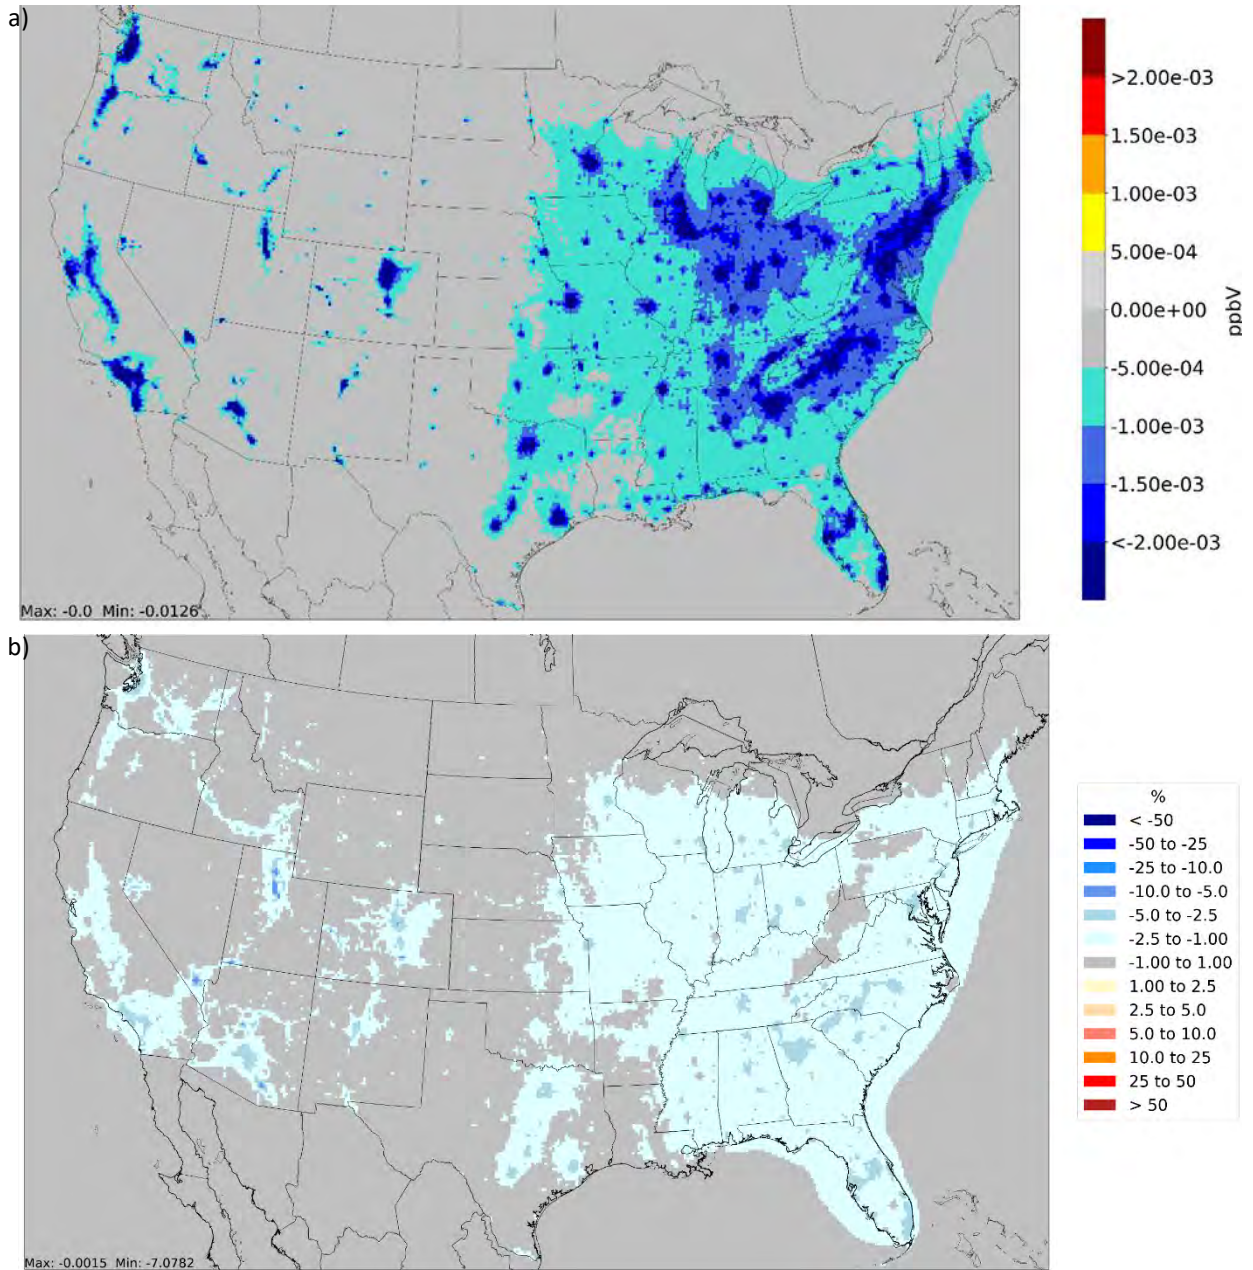 a)
>2.00e-03
1.50e-03
1.00e-03
5.00e-04
0.00e+00
-5.00e-04
-1.00e-03
-1.50e-03
<-2.00e-03
ppbV
Max: -0.0 Min: -0.0126
b)
%
< -50
-50 to -25
-25 to -10.0
-10.0 to -5.0
-5.0 to -2.5
-2.5 to -1.00
-1.00 to 1.00
1.00 to 2.5
2.5 to 5.0
5.0 to 10.0
10.0 to 25
25 to 50
> 50
Max: -0.0015 Min: -7.0782